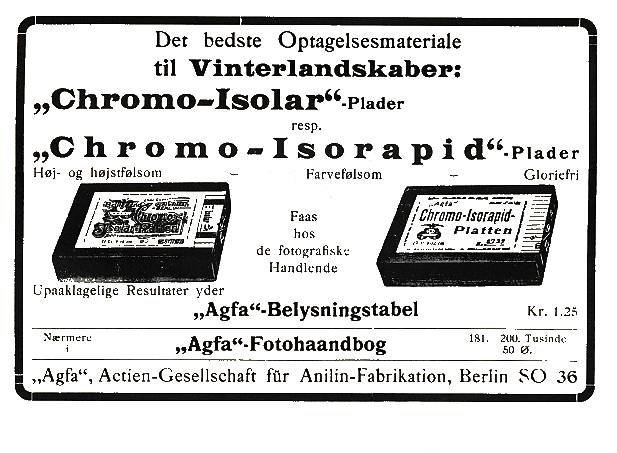 Det bedste Optagelsesmateriale
til Vinterlandskaber:
„Chromo-Isolar“-Plader
resp.
„Chromo-Isorapid“-Plader
Høj- og højstfølsom – Farvefølsom – Gloriefri
Faas
hos
de fotografiske
Handlende
„Agfa“
Chromo-Isorapid-
Platten
Upaaklagelige Resultater yder
„Agfa“-Belysningstabel Kr. 1.25
Nærmere
i
„Agfa“-Fotohaandbog
181. 200. Tusinde
50 Ø.
„Agfa“, Actien-Gesellschaft für Anilin-Fabrikation, Berlin SO 36